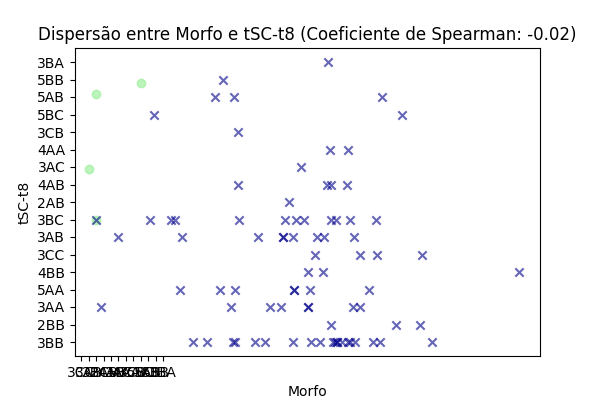 Dispersão entre Morfo e tSC-t8 (Coeficiente de Spearman: -0.02)
3BA
5BB
5AB
5BC
3CB
4AA
3AC
4AB
2AB
3BC
3AB
3CC
4BB
5AA
3AA
2BB
3BB
tSC-t8
Morfo